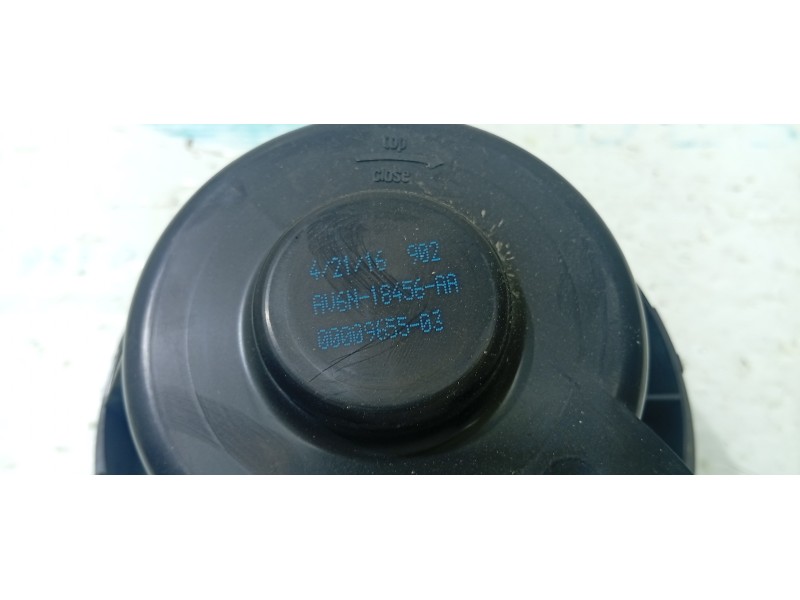 top
close
4/21/16 902
AV6N-18456-AA
00009655-03